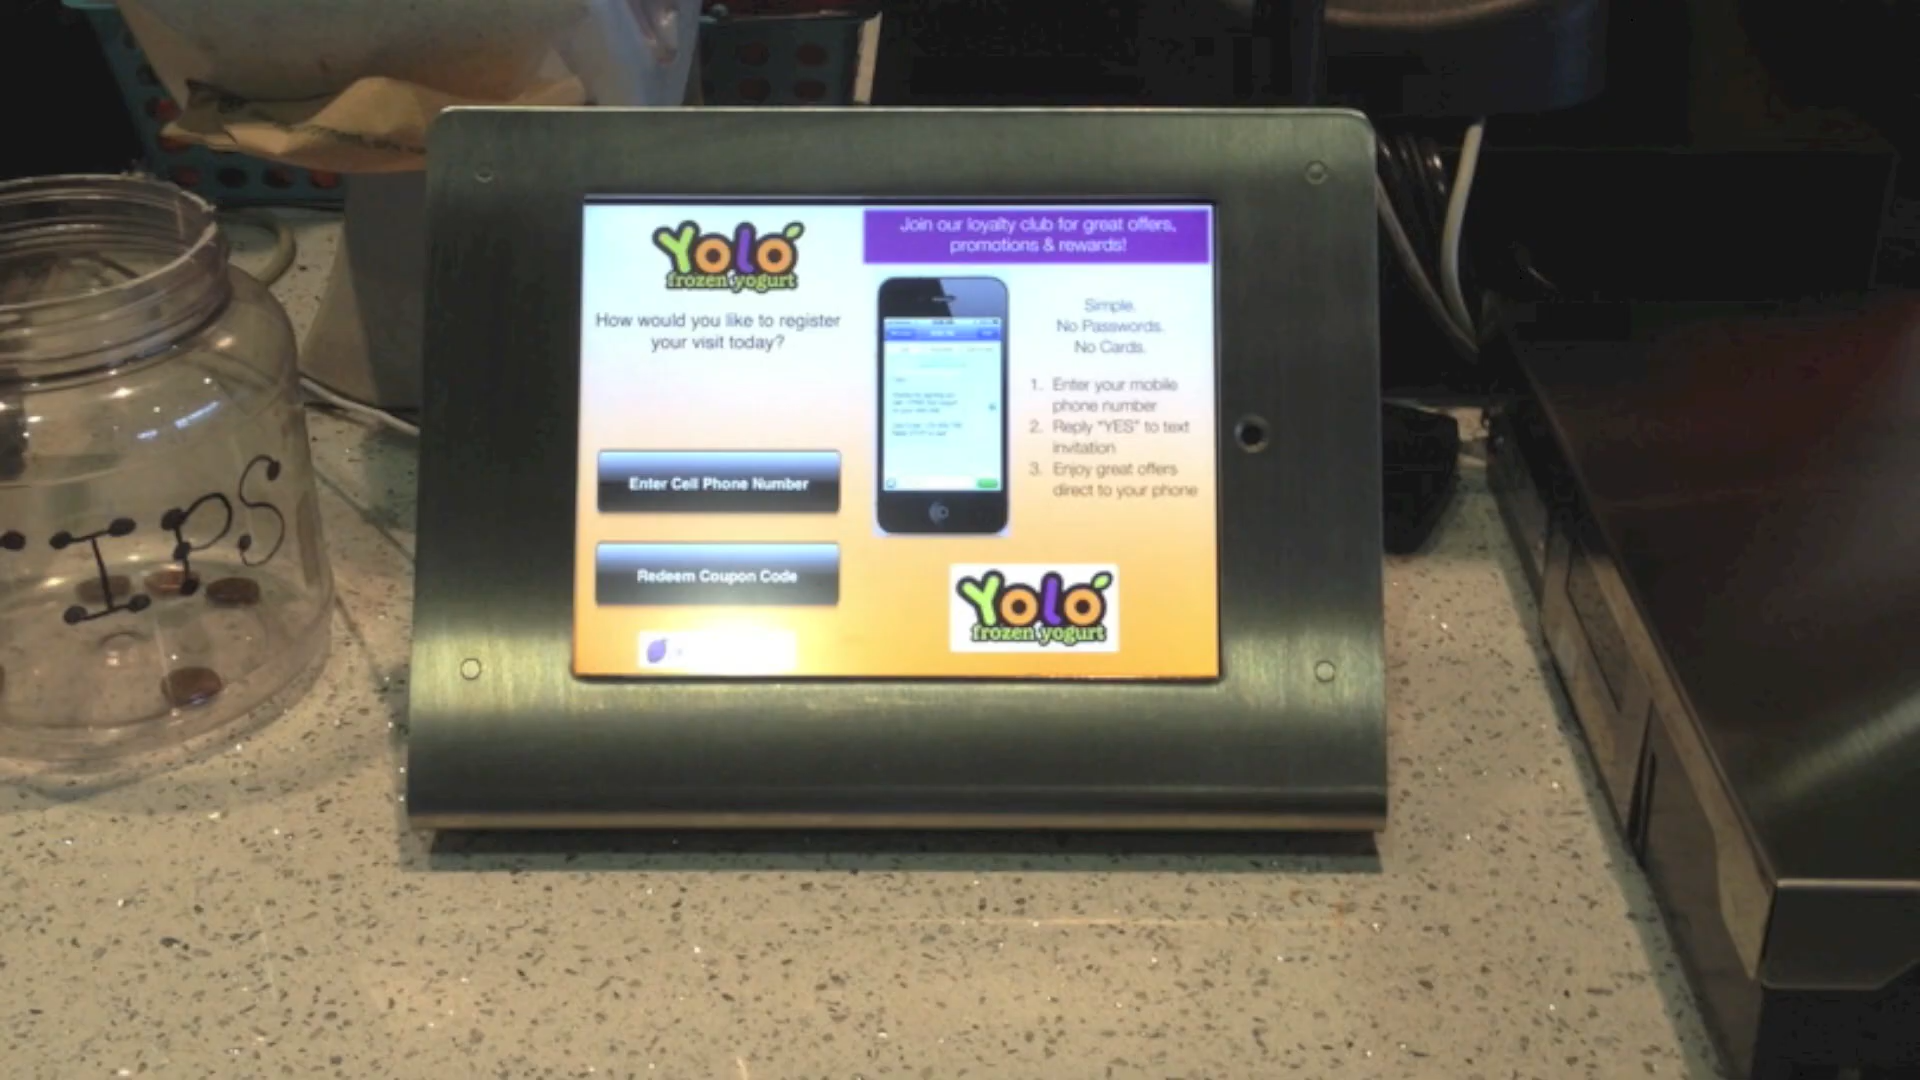 Yolo
frozen yogurt
How would you like to register
your visit today?
Enter Cell Phone Number
Redeem Coupon Code
Join our loyalty club for great offers,
promotions & rewards!
Simple.
No Passwords.
No Cards.
1. Enter your mobile
phone number
2. Reply "YES" to text
invitation
3. Enjoy great offers
direct to your phone
Yolo
frozen yogurt
TIPS